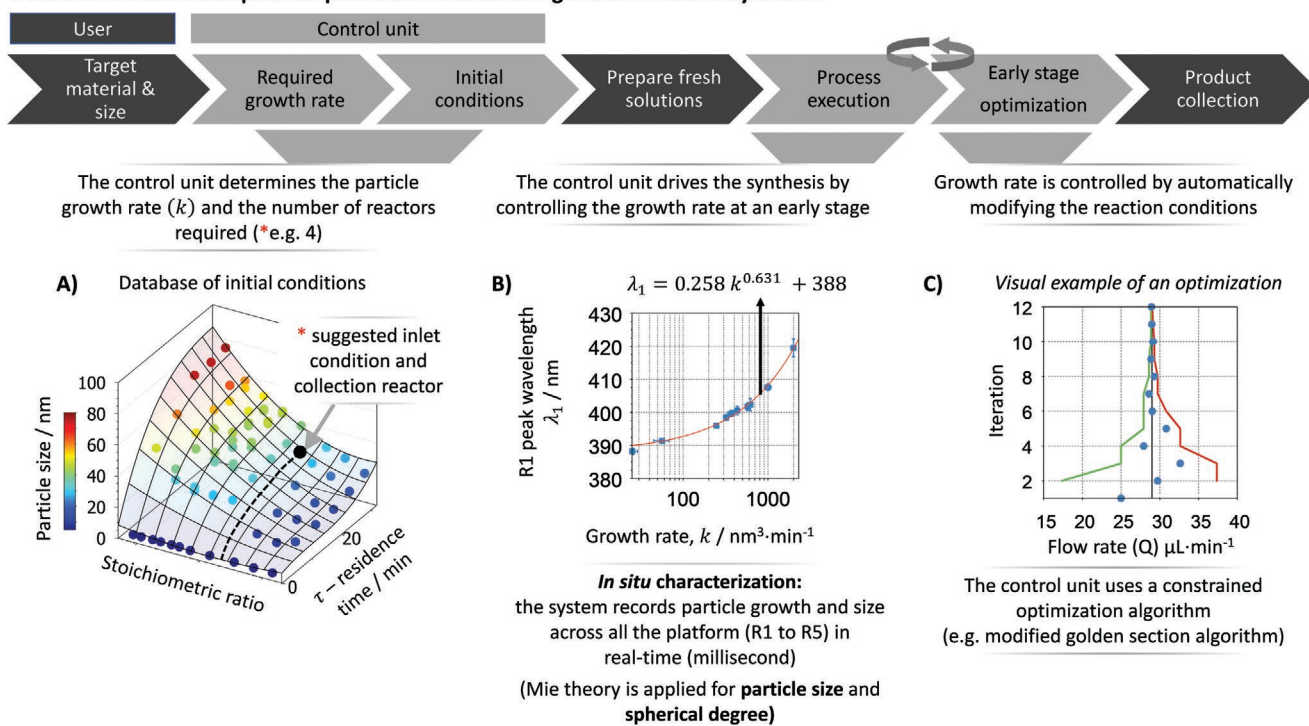 User
Control unit
Target
material &
size
Required
growth rate
Initial
conditions
Prepare fresh
solutions
Process
execution
Early stage
optimization
Product
collection
The control unit determines the particle
growth rate (k) and the number of reactors
required (*e.g. 4)
The control unit drives the synthesis by
controlling the growth rate at an early stage
Growth rate is controlled by automatically
modifying the reaction conditions
A) Database of initial conditions
* suggested inlet
condition and
collection reactor
Particle size / nm
80
60
40
20
0
100
80
60
40
20
0
Stoichiometric ratio
0
20
τ – residence
time / min
B)
λ₁ = 0.258 k^0.631 + 388
R1 peak wavelength
λ₁ / nm
430
420
410
400
390
380
100
1000
Growth rate, k / nm³·min⁻¹
In situ characterization:
the system records particle growth and size
across all the platform (R1 to R5) in
real-time (millisecond)
(Mie theory is applied for particle size and
spherical degree)
C) Visual example of an optimization
Iteration
12
10
8
6
4
2
15 25 30 40
Flow rate (Q) μL·min⁻¹
The control unit uses a constrained
optimization algorithm
(e.g. modified golden section algorithm)